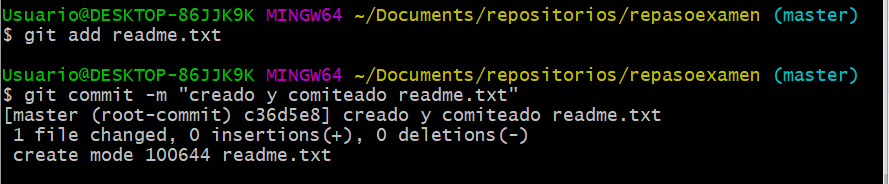 Usuario@DESKTOP-86JJK9K MINGW64 ~/Documents/repositorios/repasoexamen (master)
$ git add readme.txt
Usuario@DESKTOP-86JJK9K MINGW64 ~/Documents/repositorios/repasoexamen (master)
$ git commit -m "creado y comiteado readme.txt"
[master (root-commit) c36d5e8] creado y comiteado readme.txt
1 file changed, 0 insertions(+), 0 deletions(-)
create mode 100644 readme.txt